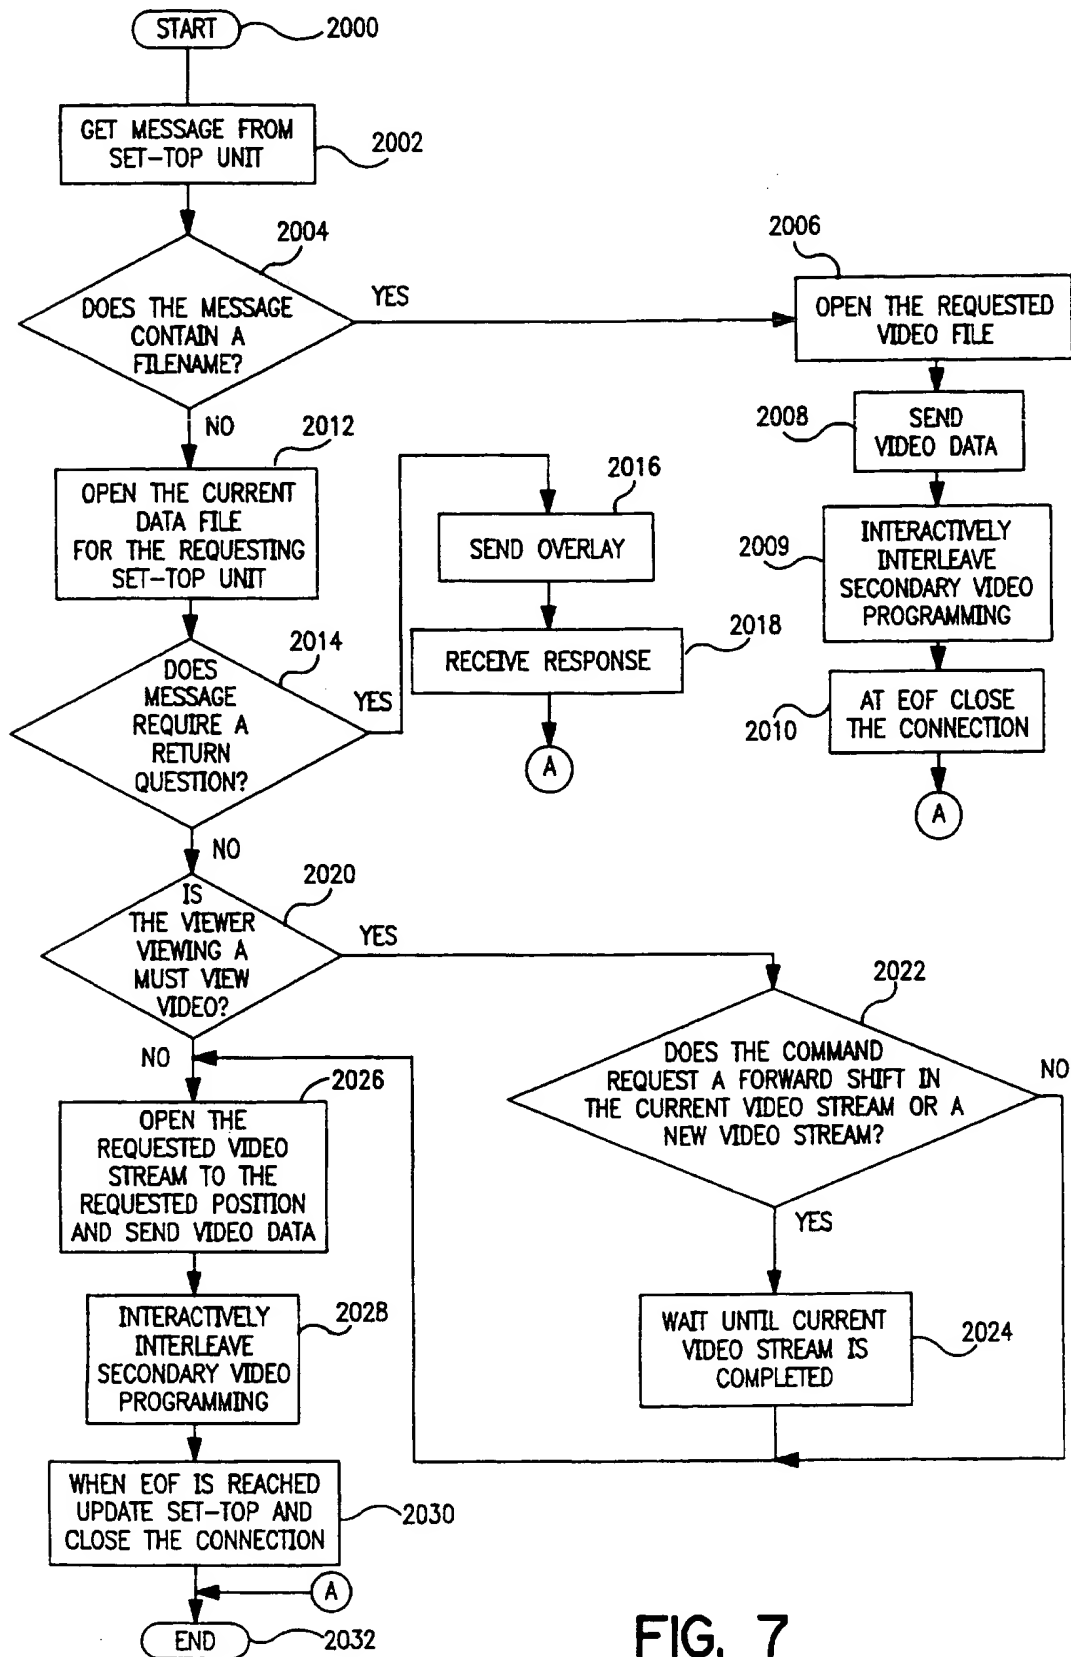 START
2000
GET MESSAGE FROM
SET-TOP UNIT
2002
2004
DOES THE MESSAGE
CONTAIN A
FILENAME?
YES
NO
2006
OPEN THE REQUESTED
VIDEO FILE
2008
SEND
VIDEO DATA
2009
INTERACTIVELY
INTERLEAVE
SECONDARY VIDEO
PROGRAMMING
2010
AT EOF CLOSE
THE CONNECTION
A
2012
OPEN THE CURRENT
DATA FILE
FOR THE REQUESTING
SET-TOP UNIT
2014
DOES
MESSAGE
REQUIRE A
RETURN
QUESTION?
YES
NO
2016
SEND OVERLAY
2018
RECEIVE RESPONSE
A
2020
IS
THE VIEWER
VIEWING A
MUST VIEW
VIDEO?
YES
NO
2022
DOES THE COMMAND
REQUEST A FORWARD SHIFT IN
THE CURRENT VIDEO STREAM OR A
NEW VIDEO STREAM?
NO
YES
WAIT UNTIL CURRENT
VIDEO STREAM IS
COMPLETED
2024
2026
OPEN THE
REQUESTED VIDEO
STREAM TO THE
REQUESTED POSITION
AND SEND VIDEO DATA
INTERACTIVELY
INTERLEAVE
SECONDARY VIDEO
PROGRAMMING
2028
WHEN EOF IS REACHED
UPDATE SET-TOP AND
CLOSE THE CONNECTION
2030
A
END
2032
FIG. 7